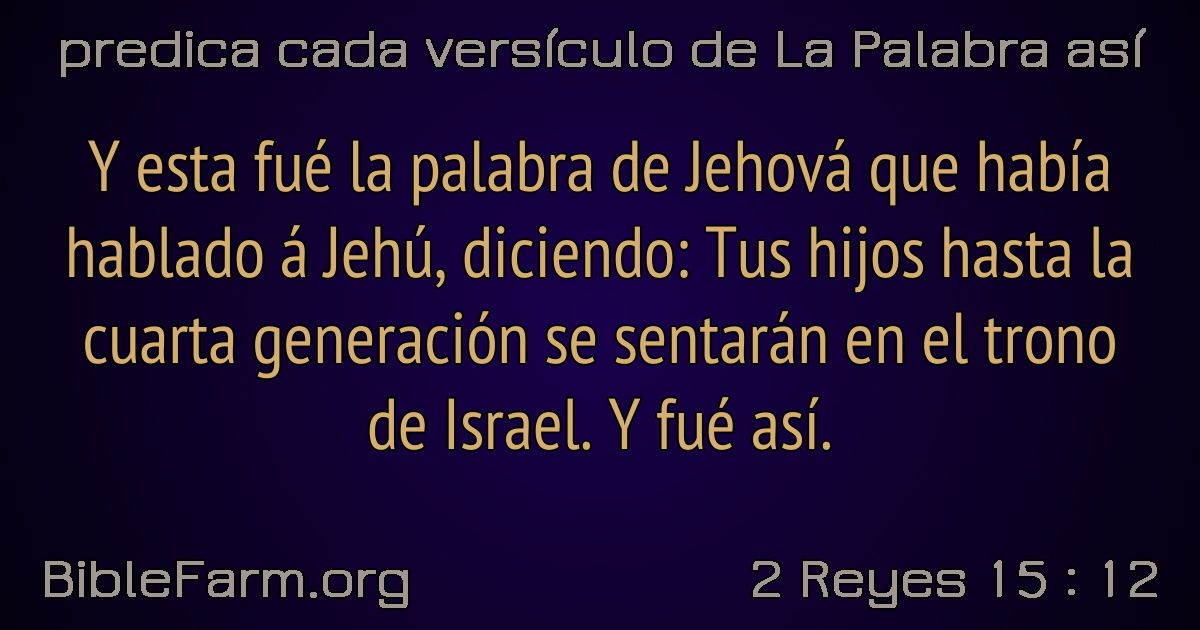 predica cada versículo de La Palabra así
Y esta fué la palabra de Jehová que había
hablado á Jehú, diciendo: Tus hijos hasta la
cuarta generación se sentarán en el trono
de Israel. Y fué así.
BibleFarm.org
2 Reyes 15 : 12